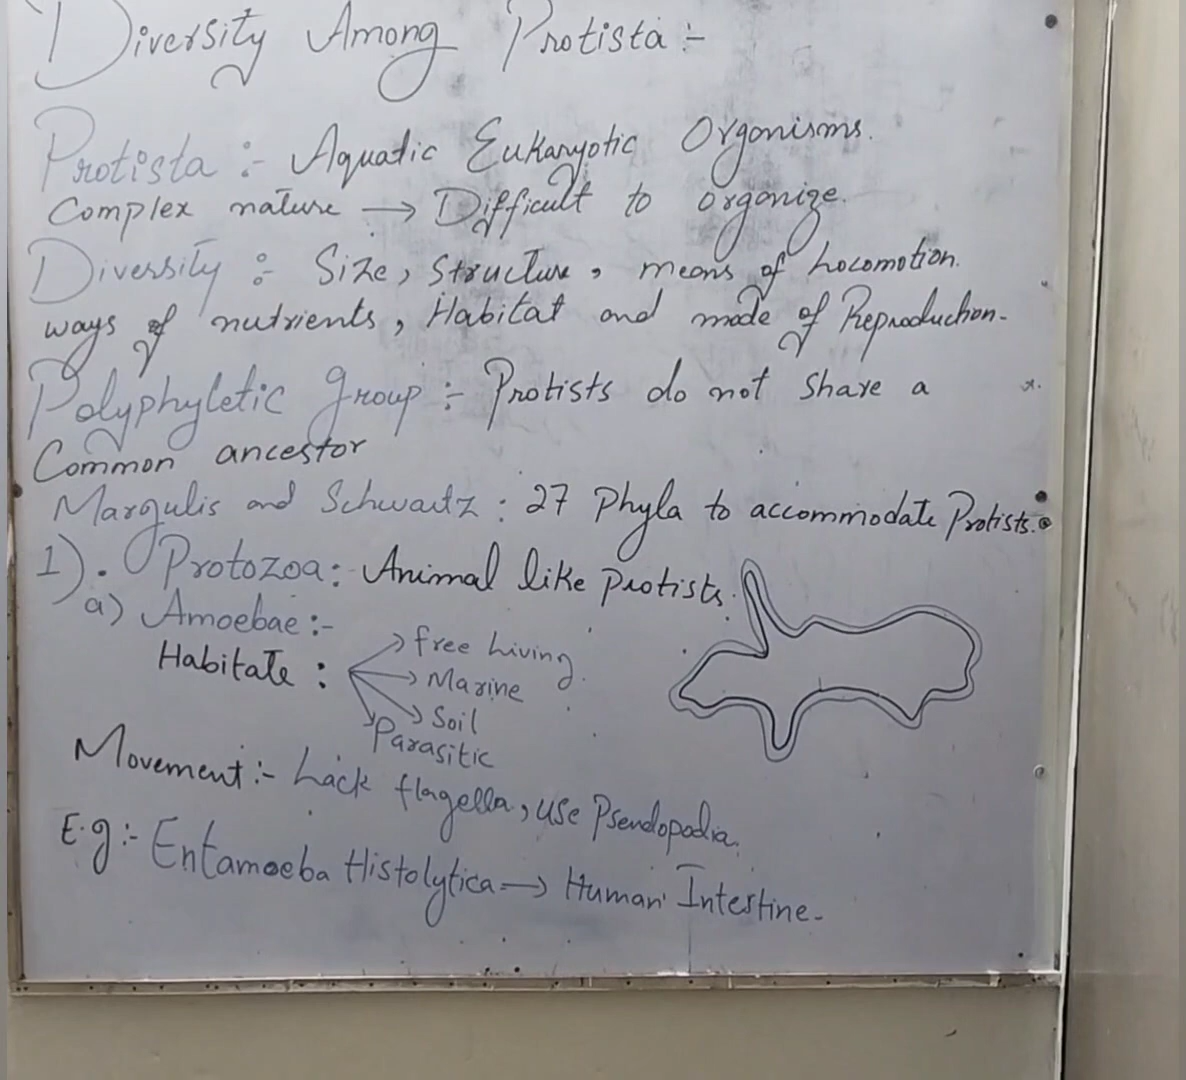 Diversity Among Protista :-
Protista :- Aquatic Eukaryotic Organisms.
Complex nature → Difficult to organize.
Diversity :- Size, Structure, means of Locomotion.
ways of nutrients, Habitat and mode of Reproduction.
Polyphyletic group :- Protists do not Share a
Common ancestor
Margulis and Schwartz : 27 Phyla to accommodate Protists.
1). Protozoa: Animal like protists.
a) Amoebae :-
Habitate : → free Living.
→ Marine
→ Soil
→ Parasitic
Movement :- Lack flagella, use Pseudopodia.
E.g :- Entamoeba Histolytica → Human Intestine.